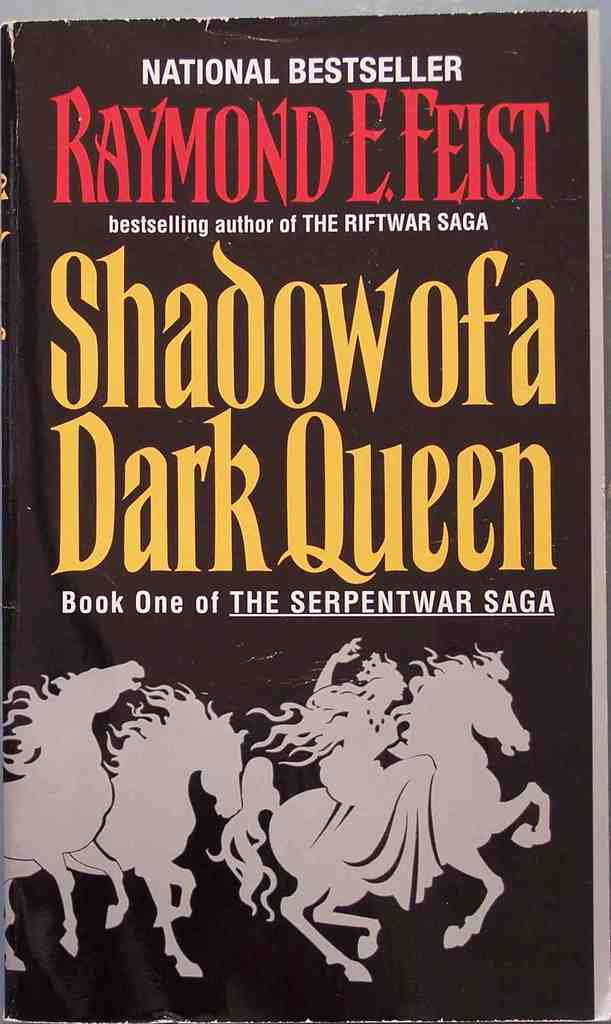 NATIONAL BESTSELLER
RAYMOND E. FEIST
bestselling author of THE RIFTWAR SAGA
Shadow of a
Dark Queen
Book One of THE SERPENTWAR SAGA